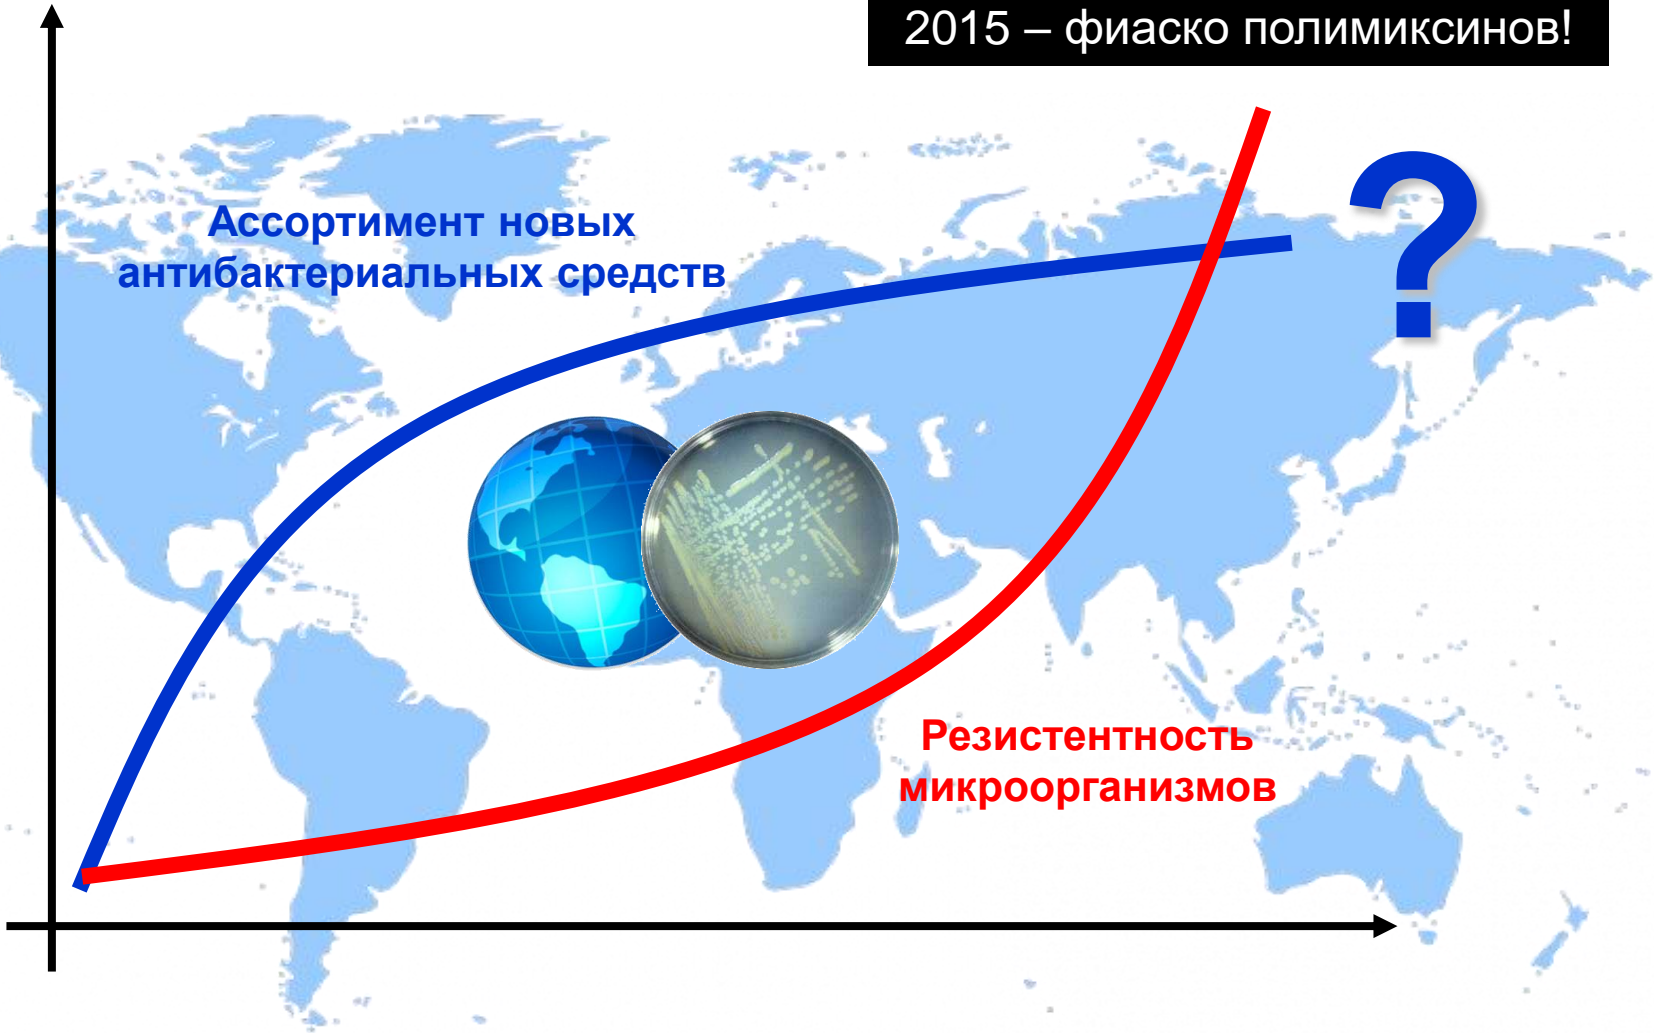 2015 – фиаско полимиксинов!
Ассортимент новых
антибактериальных средств
?
Резистентность
микроорганизмов